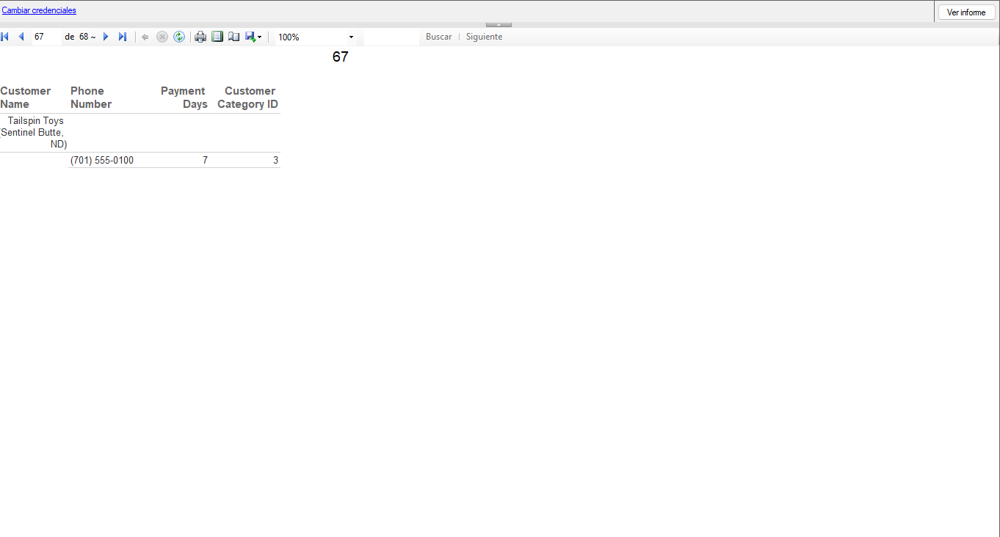 Cambiar credenciales
Ver informe
67 de 68 ~ 100% Buscar Siguiente
67
Customer Name Phone Number Payment Days Customer Category ID
Tailspin Toys
(Sentinel Butte,
ND)
(701) 555-0100 7 3